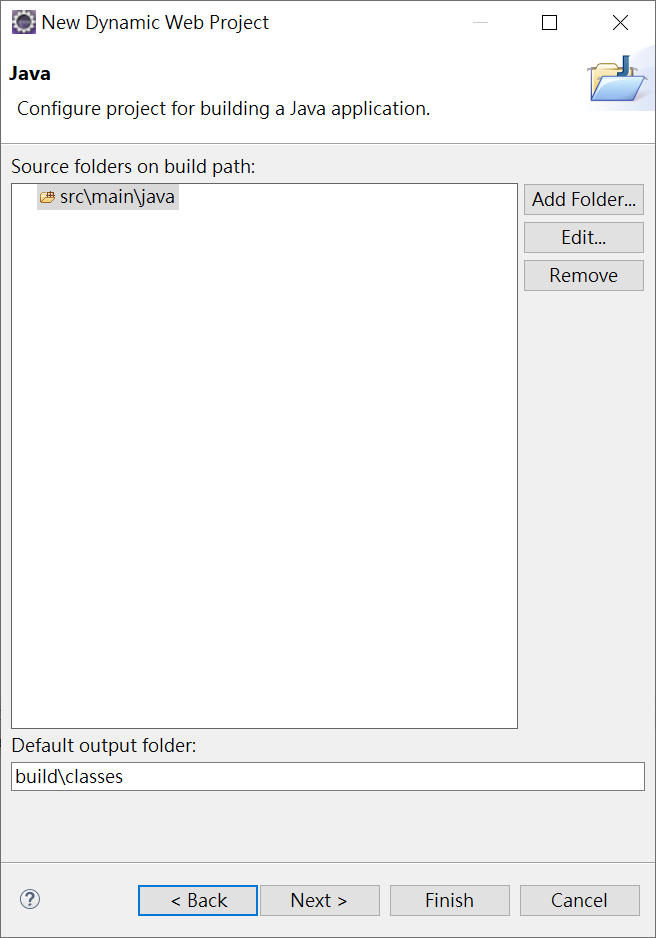 New Dynamic Web Project
Java
Configure project for building a Java application.
Source folders on build path:
src\main\java
Add Folder...
Edit...
Remove
Default output folder:
build\classes
?
< Back
Next >
Finish
Cancel